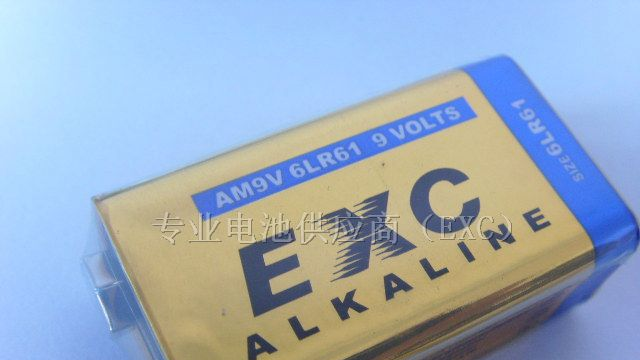 AM9V 6LR61 9 VOLTS
SIZE 6LR61
EXC
专业电池供应商（EXC）
ALKALINE